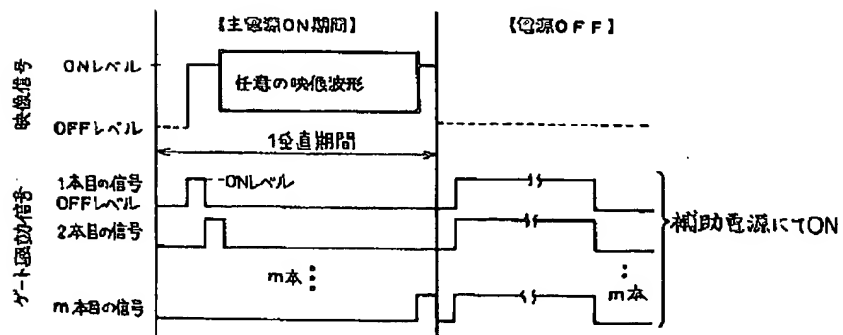 【主電源ON期間】
【電源OFF】
映像信号
ONレベル
任意の映像波形
OFFレベル
1垂直期間
ゲート駆動信号
1本目の信号
ONレベル
OFFレベル
2本目の信号
m本
m本
m本目の信号
補助電源にてON